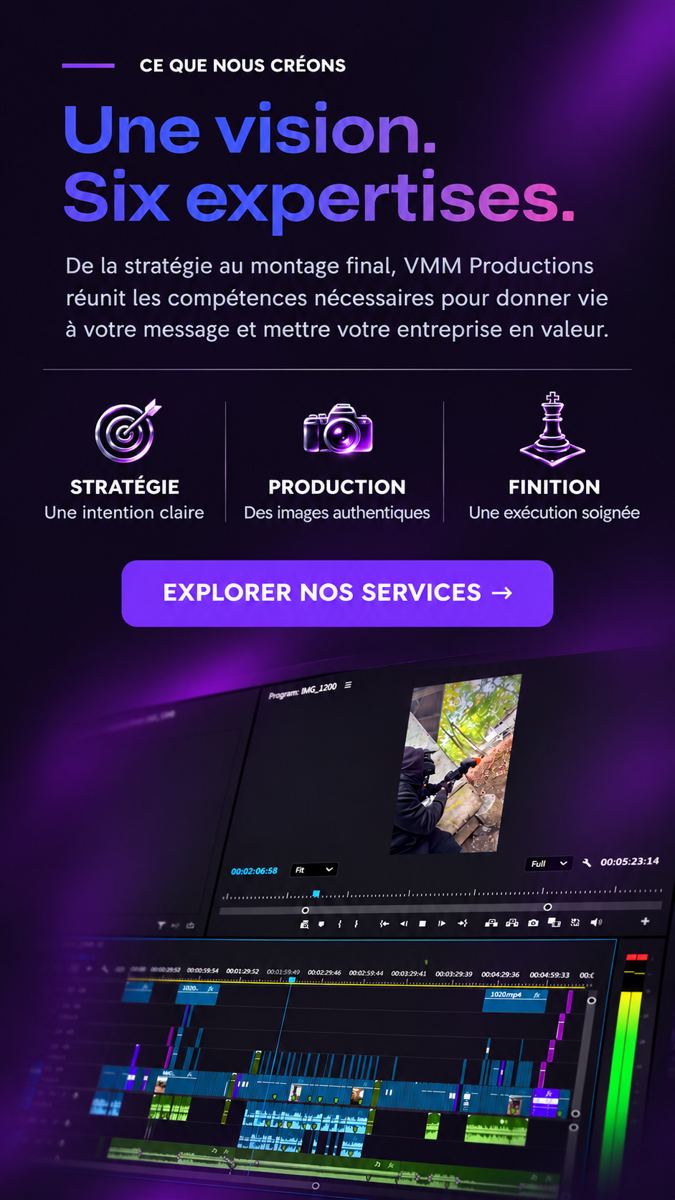 CE QUE NOUS CRÉONS
Une vision.
Six expertises.
De la stratégie au montage final, VMM Productions
réunit les compétences nécessaires pour donner vie
à votre message et mettre votre entreprise en valeur.
STRATÉGIE
Une intention claire
PRODUCTION
Des images authentiques
FINITION
Une exécution soignée
EXPLORER NOS SERVICES →
Program: IMG_1200
00:02:06:58
Fit
Full
00:05:23:14
00:00:29:52 00:00:59:54 00:01:29:52 00:01:59:49 00:02:29:46 00:02:59:44 00:03:29:41 00:03:29:39 00:04:29:36 00:04:59:33
1020mp4 fx
fx